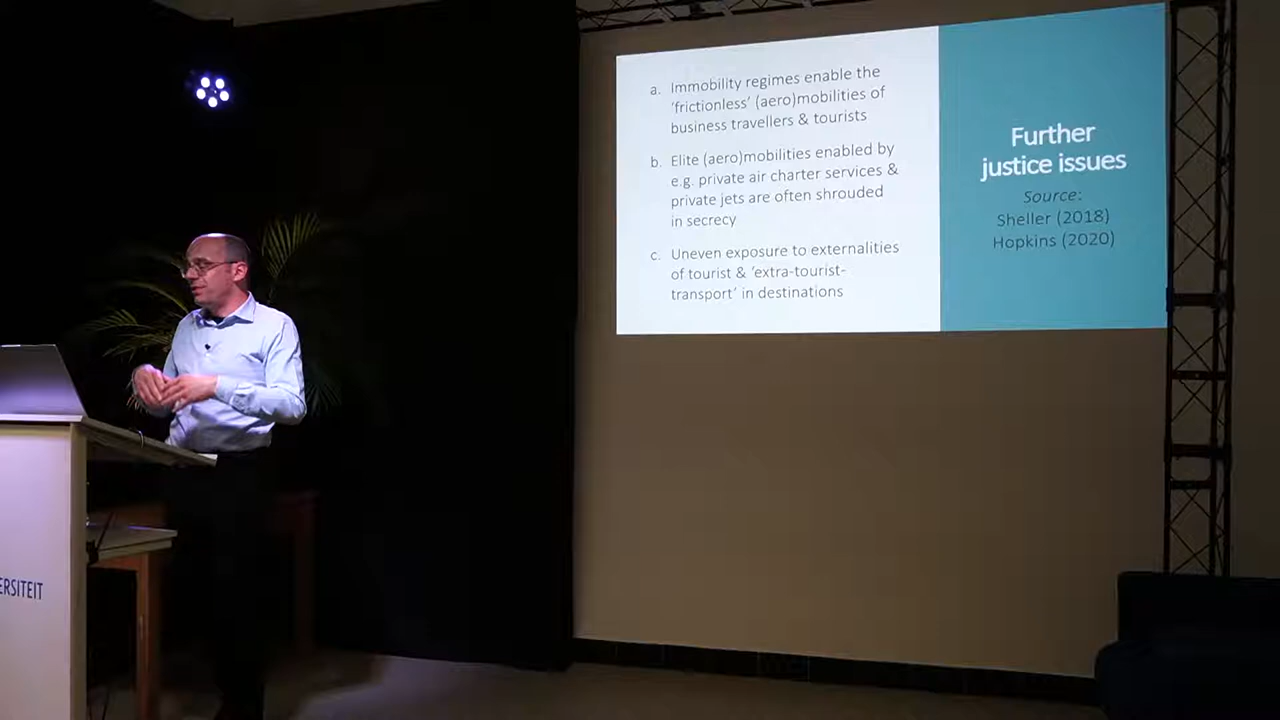 a. Immobility regimes enable the
'frictionless' (aero)mobilities of
business travellers & tourists
b. Elite (aero)mobilities enabled by
e.g. private air charter services &
private jets are often shrouded
in secrecy
c. Uneven exposure to externalities
of tourist & 'extra-tourist-
transport' in destinations
Further
justice issues
Source:
Sheller (2018)
Hopkins (2020)
ERSITEIT